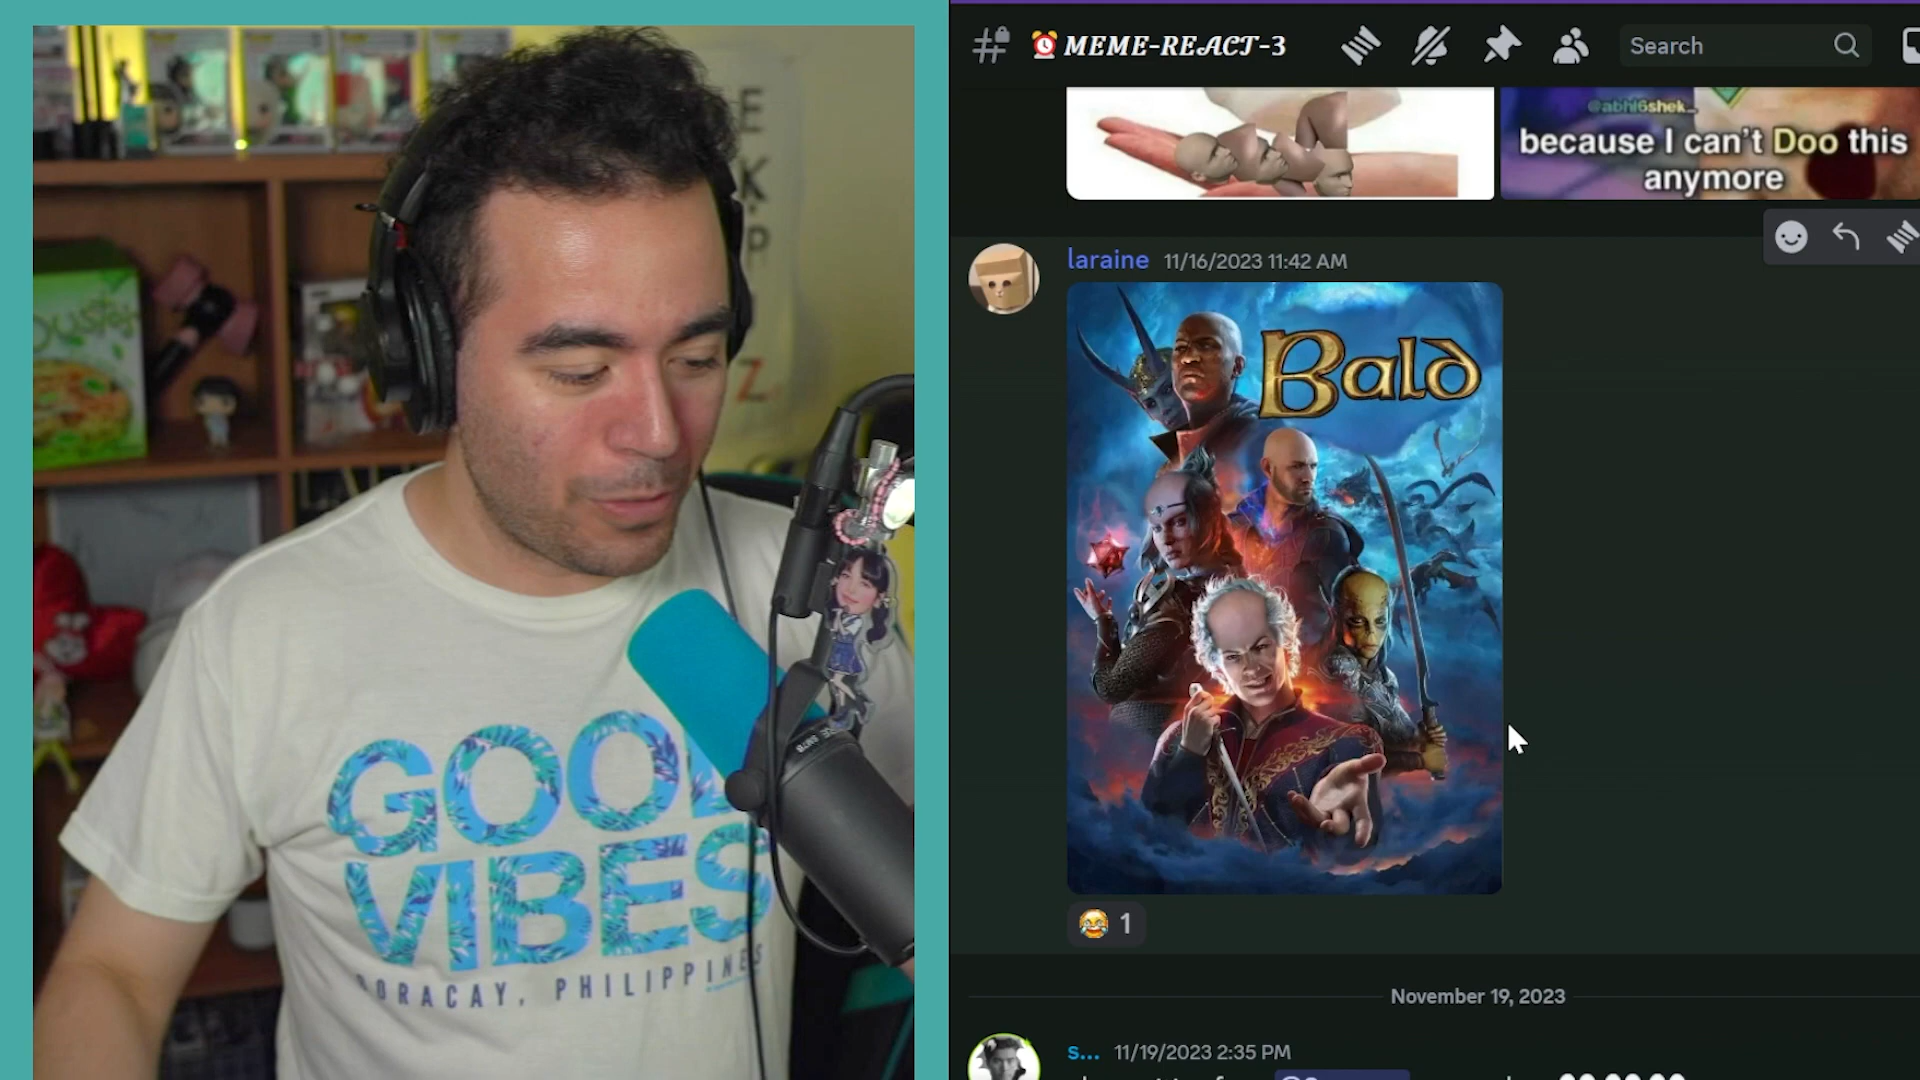 MEME-REACT-3
Search
@abhi6shek_
because I can't Doo this
anymore
laraine 11/16/2023 11:42 AM
Bald
1
November 19, 2023
s... 11/19/2023 2:35 PM
GOOD
VIBES
BORACAY, PHILIPPINES
SM7B